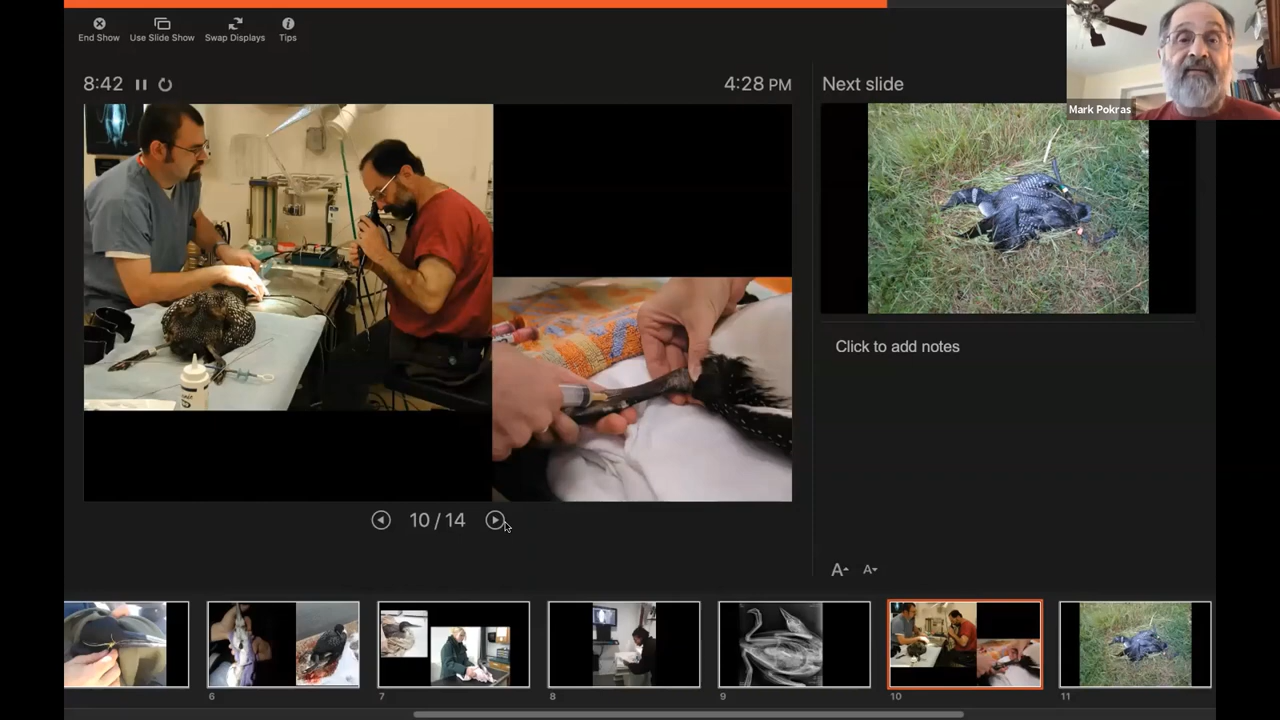 End Show
Use Slide Show
Swap Displays
Tips
8:42
4:28 PM
Next slide
Mark Pokras
Click to add notes
10 / 14
A
A
6
7
8
9
10
11